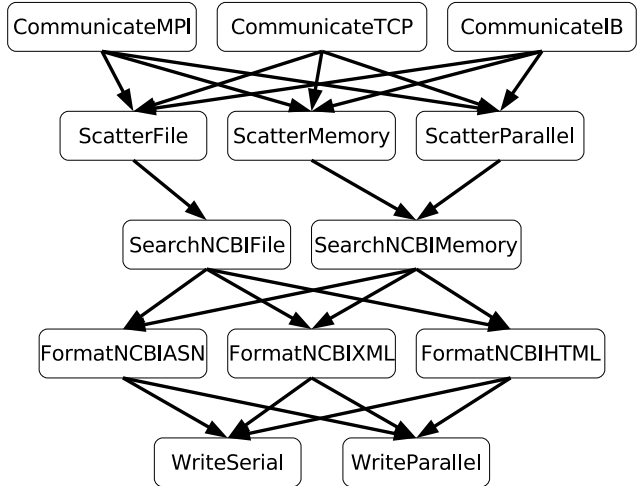 CommunicateMPI
CommunicateTCP
CommunicateIB
ScatterFile
ScatterMemory
ScatterParallel
SearchNCBIFile
SearchNCBIMemory
FormatNCBIASN
FormatNCBIXML
FormatNCBIHTML
WriteSerial
WriteParallel